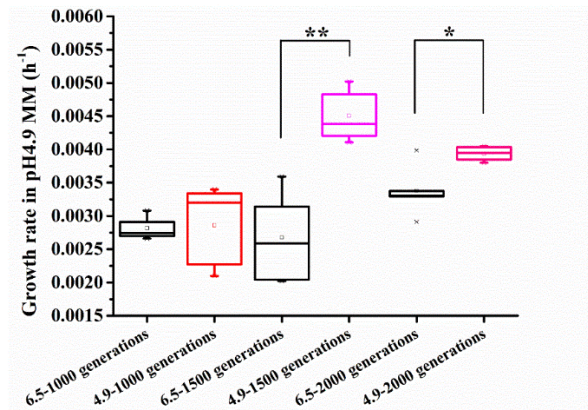 Growth rate in pH4.9 MM (h⁻¹)
0.0060
0.0055
0.0050
0.0045
0.0040
0.0035
0.0030
0.0025
0.0020
0.0015
**
*
6.5-1000 generations
4.9-1000 generations
6.5-1500 generations
4.9-1500 generations
6.5-2000 generations
4.9-2000 generations